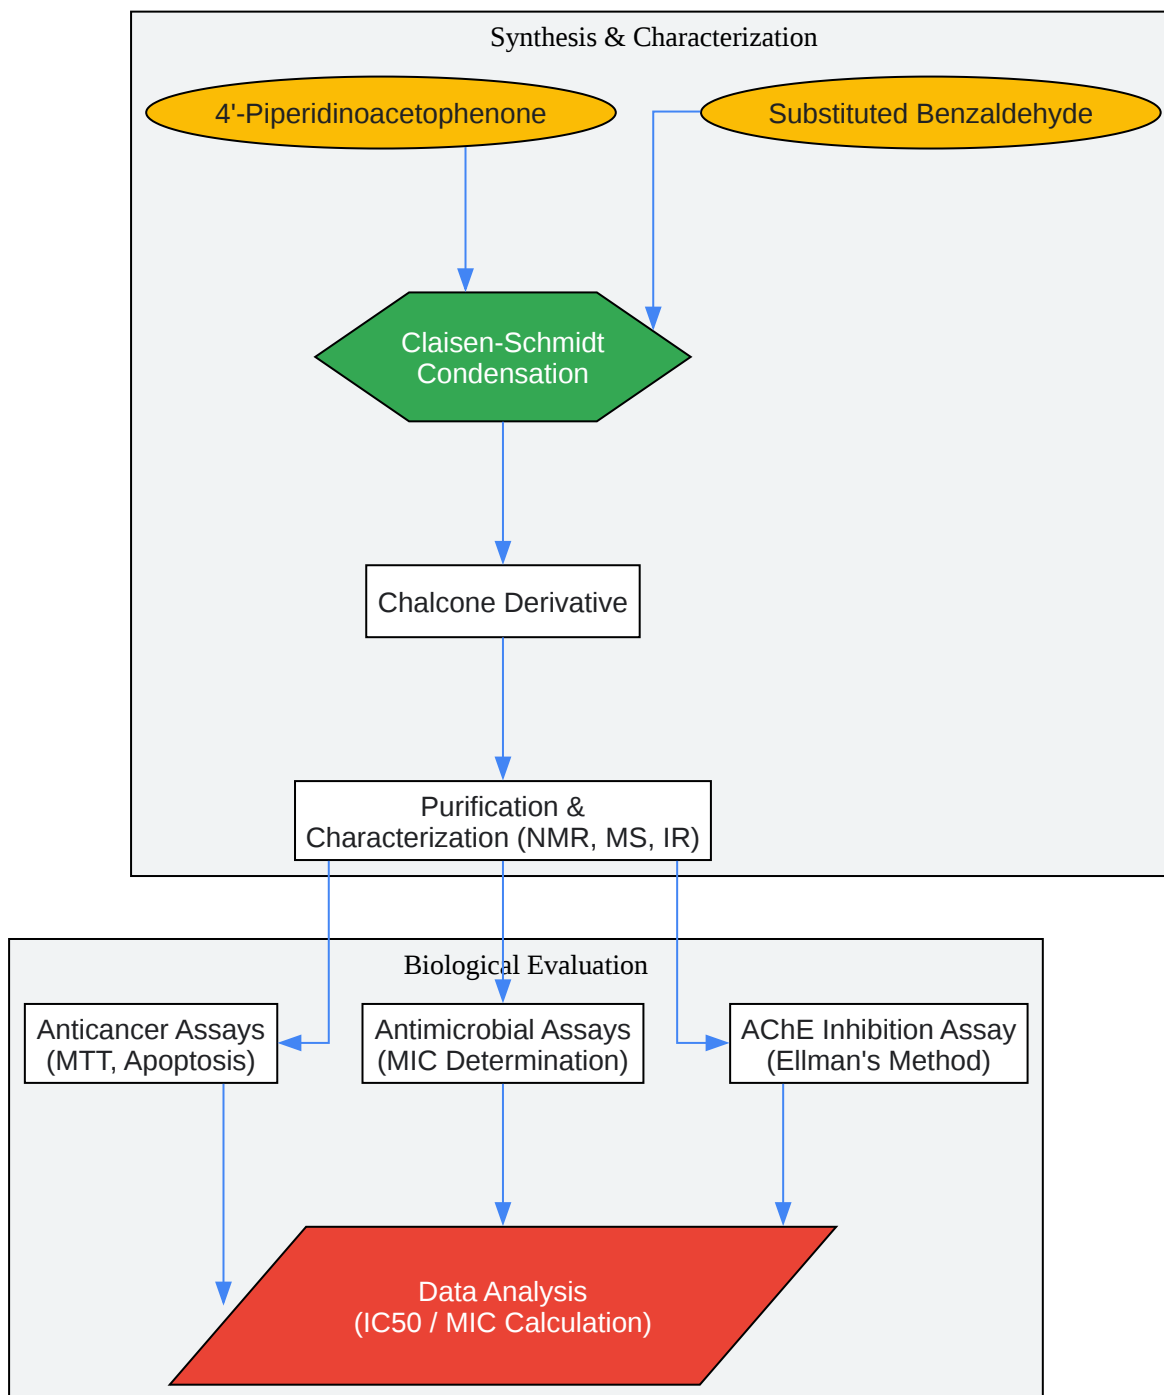 Synthesis & Characterization
4'-Piperidinoacetophenone
Substituted Benzaldehyde
Claisen-Schmidt
Condensation
Chalcone Derivative
Purification &
Characterization (NMR, MS, IR)
Biological Evaluation
Anticancer Assays
(MTT, Apoptosis)
Antimicrobial Assays
(MIC Determination)
AChE Inhibition Assay
(Ellman's Method)
Data Analysis
(IC50 / MIC Calculation)